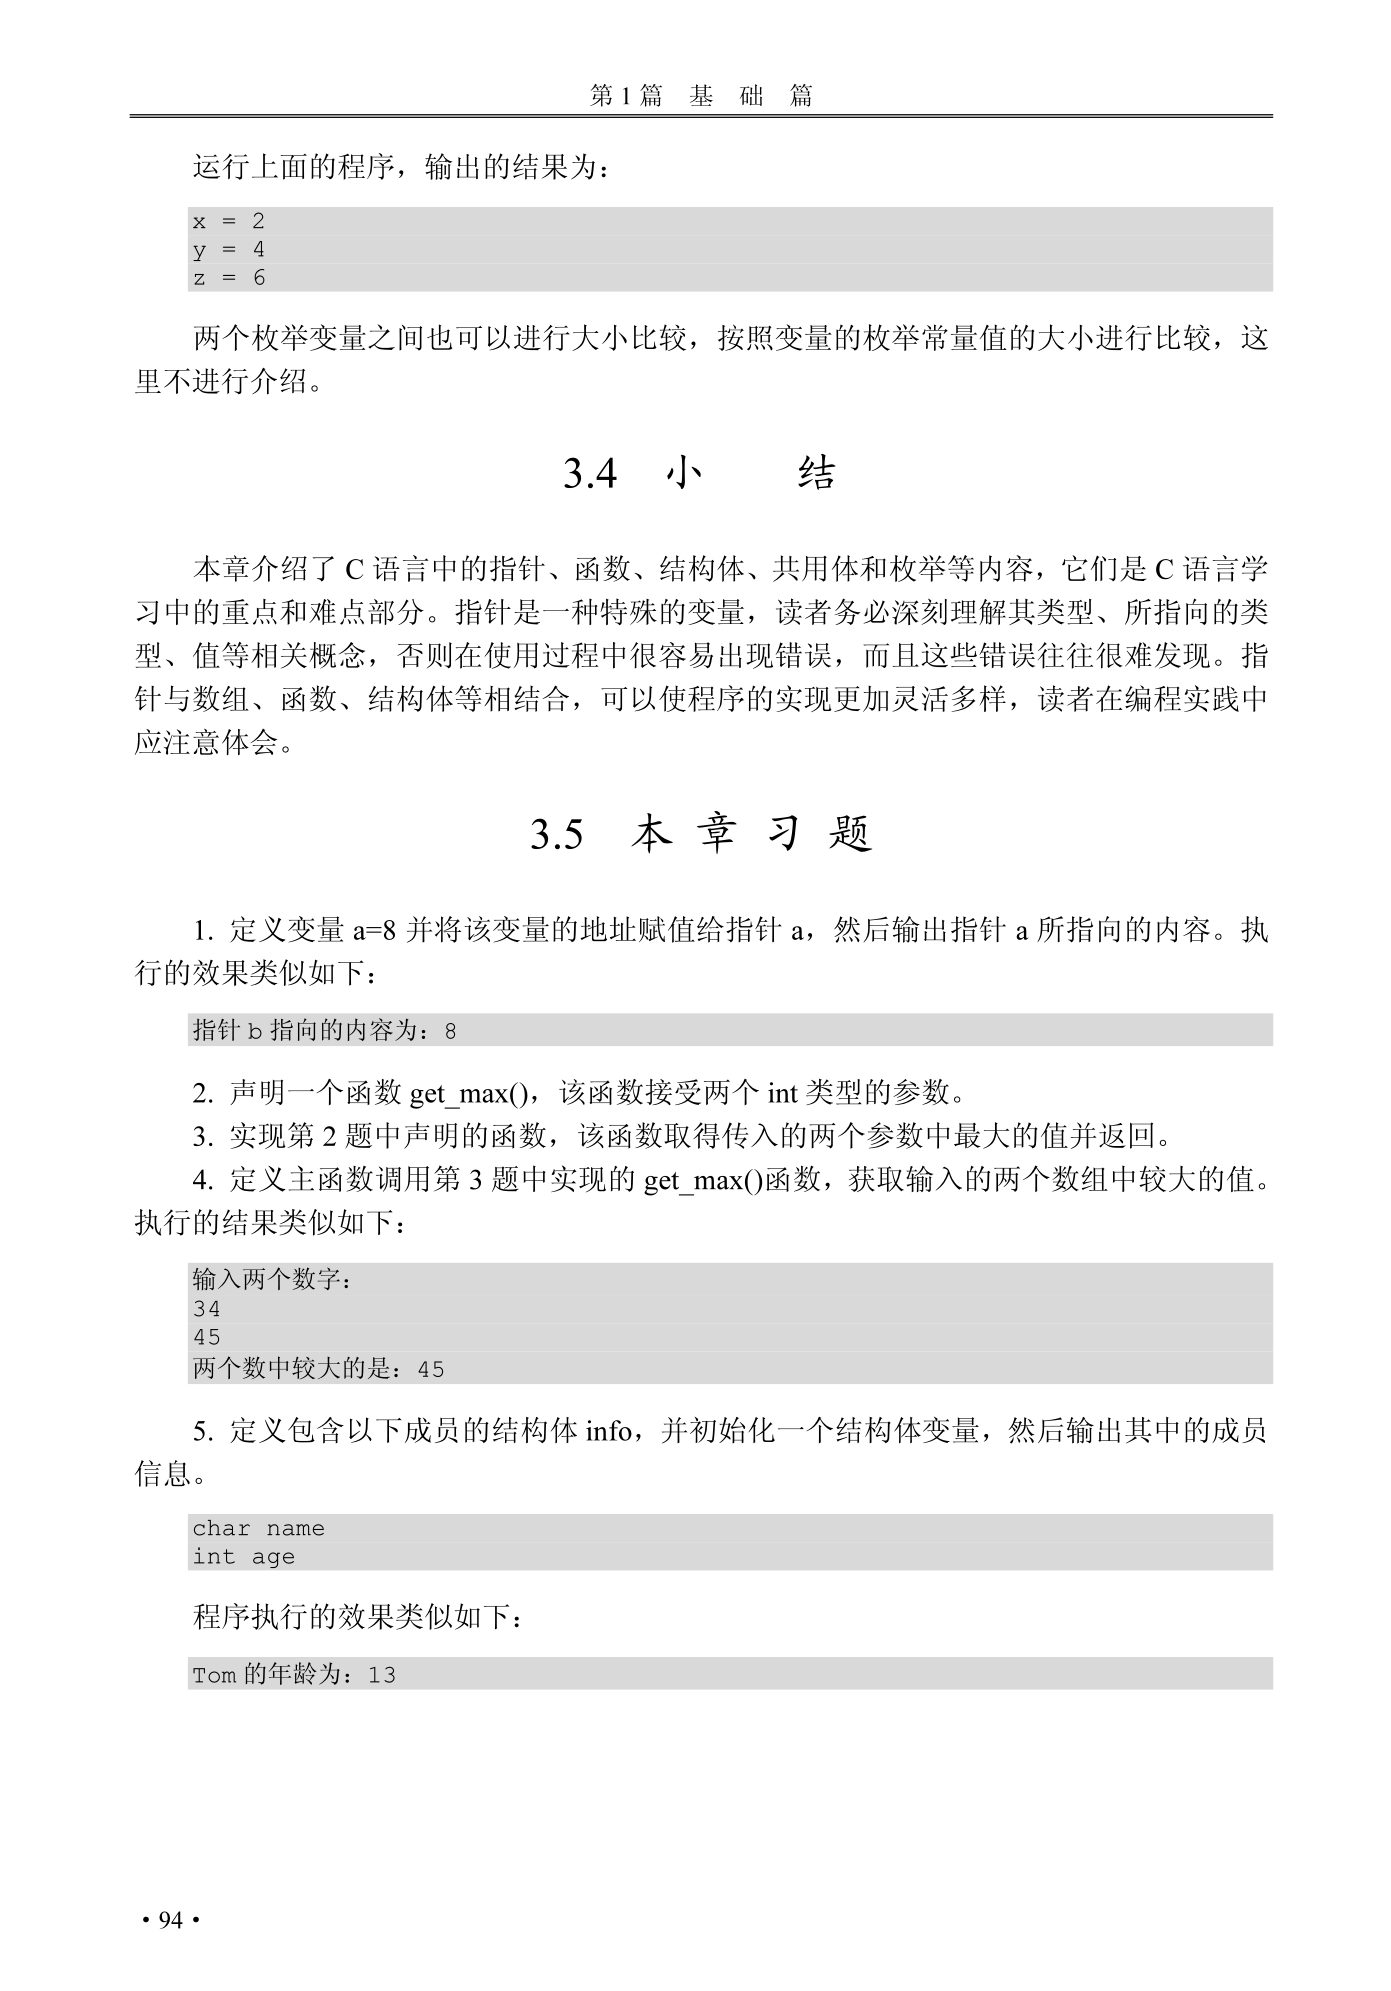 第 1 篇 基 础 篇
运行上面的程序，输出的结果为：
x = 2
y = 4
z = 6
两个枚举变量之间也可以进行大小比较，按照变量的枚举常量值的大小进行比较，这
里不进行介绍。
3.4 小 结
本章介绍了 C 语言中的指针、函数、结构体、共用体和枚举等内容，它们是 C 语言学
习中的重点和难点部分。指针是一种特殊的变量，读者务必深刻理解其类型、所指向的类
型、值等相关概念，否则在使用过程中很容易出现错误，而且这些错误往往很难发现。指
针与数组、函数、结构体等相结合，可以使程序的实现更加灵活多样，读者在编程实践中
应注意体会。
3.5 本 章 习 题
1. 定义变量 a=8 并将该变量的地址赋值给指针 a，然后输出指针 a 所指向的内容。执
行的效果类似如下：
指针 b 指向的内容为：8
2. 声明一个函数 get_max()，该函数接受两个 int 类型的参数。
3. 实现第 2 题中声明的函数，该函数取得传入的两个参数中最大的值并返回。
4. 定义主函数调用第 3 题中实现的 get_max()函数，获取输入的两个数组中较大的值。
执行的结果类似如下：
输入两个数字：
34
45
两个数中较大的是：45
5. 定义包含以下成员的结构体 info，并初始化一个结构体变量，然后输出其中的成员
信息。
char name
int age
程序执行的效果类似如下：
Tom 的年龄为：13
• 94 •